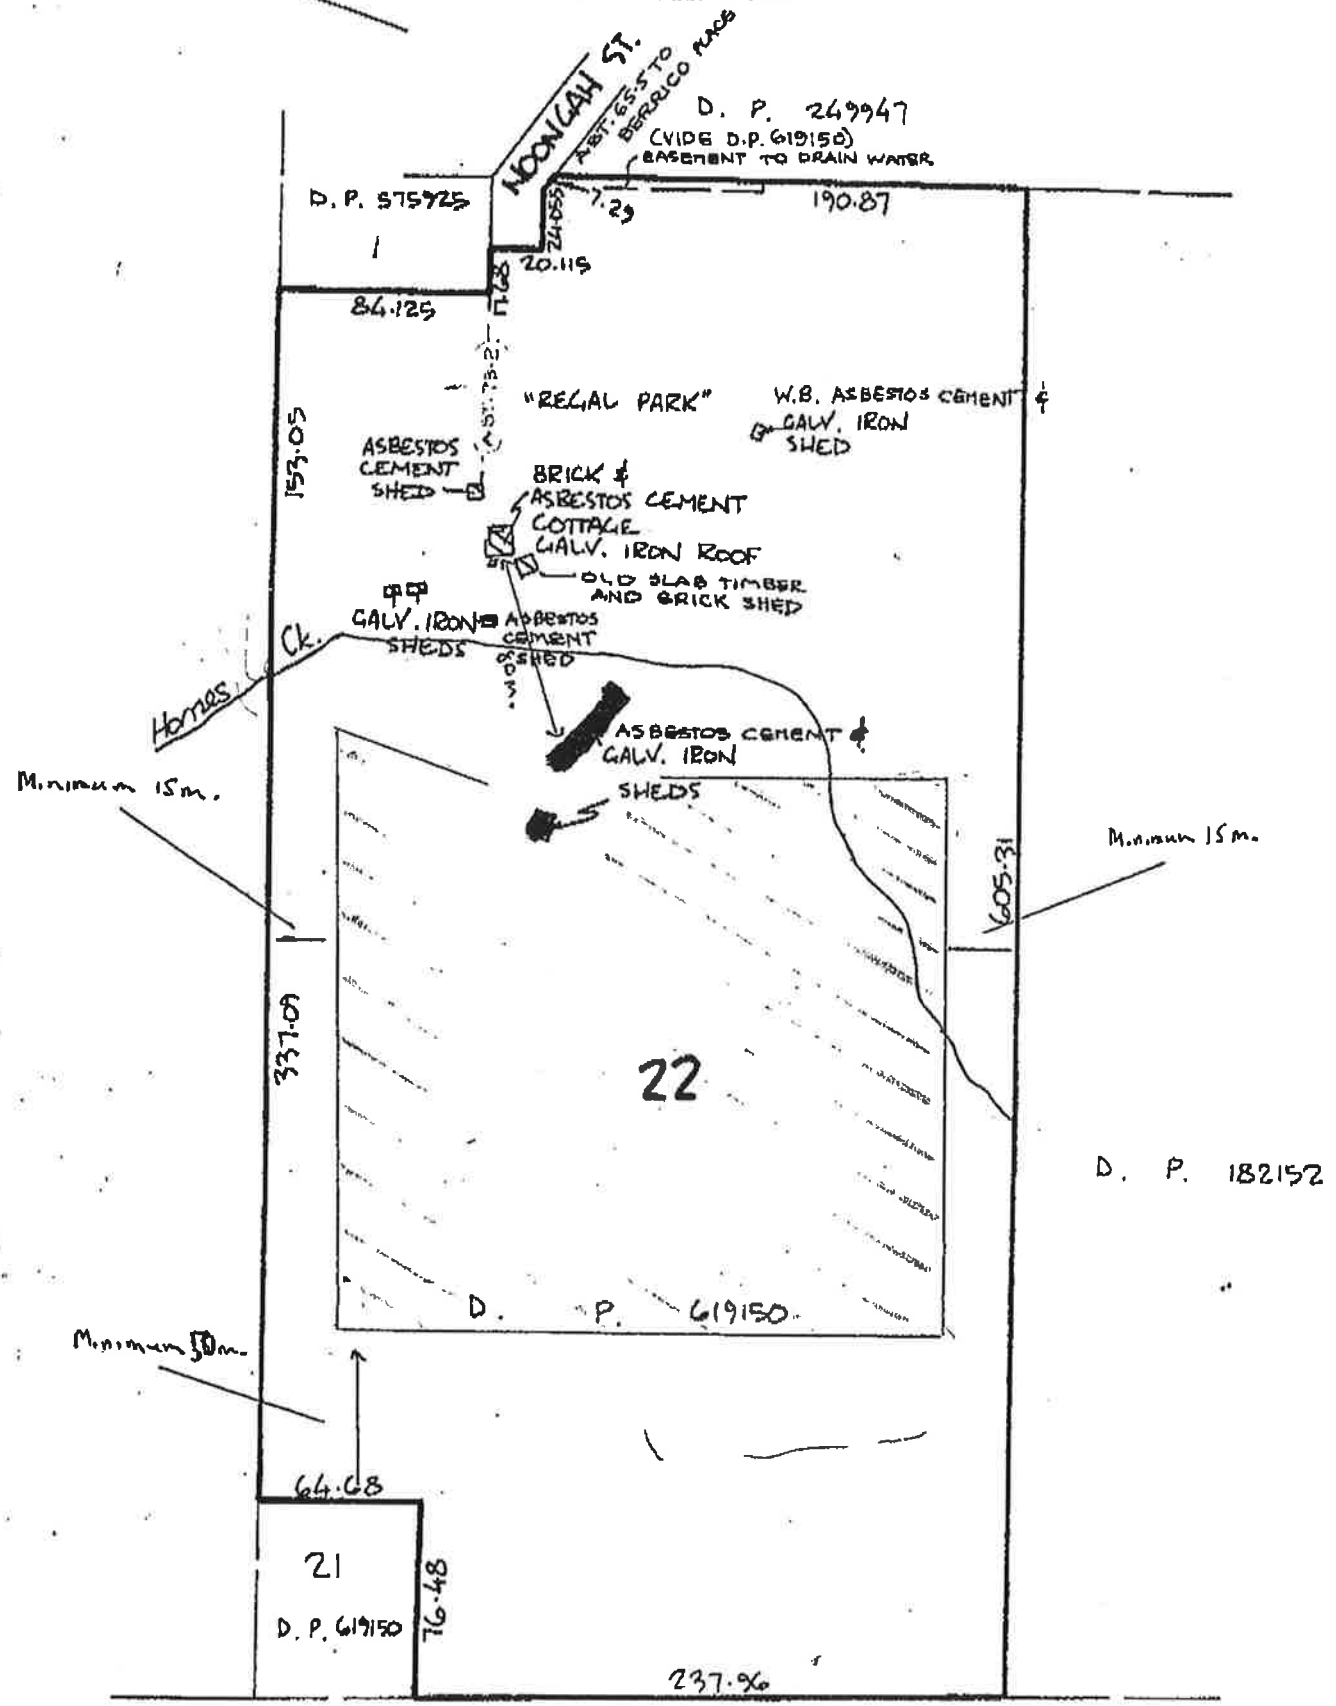 NOONGAH ST.
ABT. 65.5 TO
BERRICO PLACE
D. P. 249947
(VIDE D.P. 619150)
EASEMENT TO DRAIN WATER
D. P. 575925
1
24.055
7.29
190.87
20.115
17.68
84.125
"REGAL PARK"
W.B. ASBESTOS CEMENT &
GALV. IRON
SHED
153.05
ASBESTOS
CEMENT
SHED
BRICK &
ASBESTOS CEMENT
COTTAGE
GALV. IRON ROOF
OLD SLAB TIMBER
AND BRICK SHED
GALV. IRON
SHEDS
ASBESTOS
CEMENT
SHED
Ck.
Homes
80m.
ASBESTOS CEMENT &
GALV. IRON
SHEDS
Minimum 15m.
Minimum 15m.
605.31
337.09
22
D. P. 182152
D. P. 619150
Minimum 50m.
64.68
21
D. P. 619150
76.48
237.96